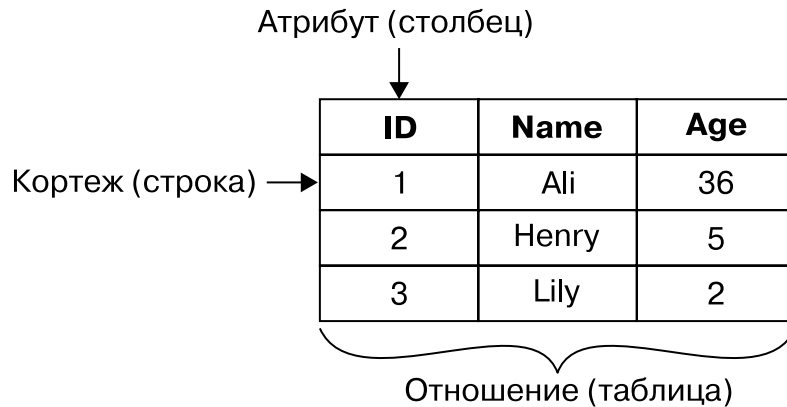 Атрибут (столбец)
ID Name Age
Кортеж (строка) 1 Ali 36
2 Henry 5
3 Lily 2
Отношение (таблица)